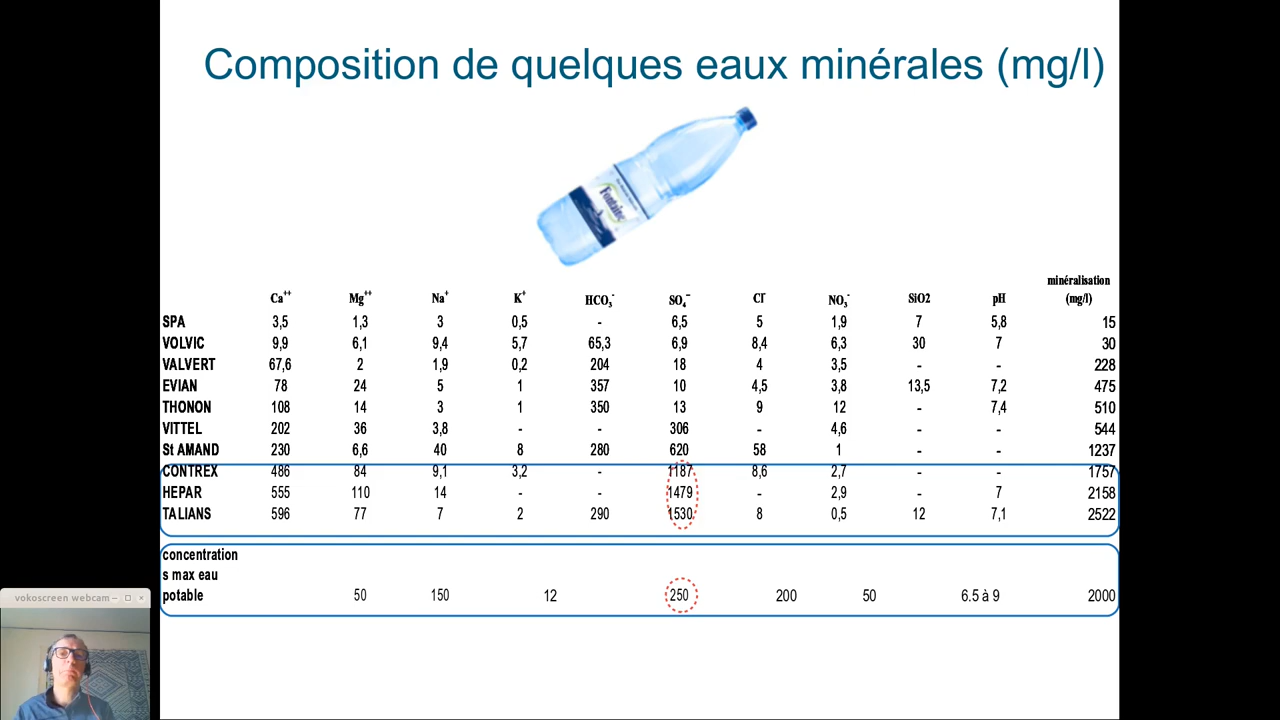 Composition de quelques eaux minérales (mg/l)
Fontaine
minéralisation
Ca++ Mg++ Na+ K+ HCO3- SO4-- Cl- NO3- SiO2 pH (mg/l)
SPA 3,5 1,3 3 0,5 - 6,5 5 1,9 7 5,8 15
VOLVIC 9,9 6,1 9,4 5,7 65,3 6,9 8,4 6,3 30 7 30
VALVERT 67,6 2 1,9 0,2 204 18 4 3,5 - - 228
EVIAN 78 24 5 1 357 10 4,5 3,8 13,5 7,2 475
THONON 108 14 3 1 350 13 9 12 - 7,4 510
VITTEL 202 36 3,8 - - 306 - 4,6 - - 544
St AMAND 230 6,6 40 8 280 620 58 1 - - 1237
CONTREX 486 84 9,1 3,2 - 1187 8,6 2,7 - - 1757
HEPAR 555 110 14 - - 1479 - 2,9 - 7 2158
TALIANS 596 77 7 2 290 1530 8 0,5 12 7,1 2522
concentration
s max eau
potable 50 150 12 250 200 50 6.5 à 9 2000
vokoscreen webcam